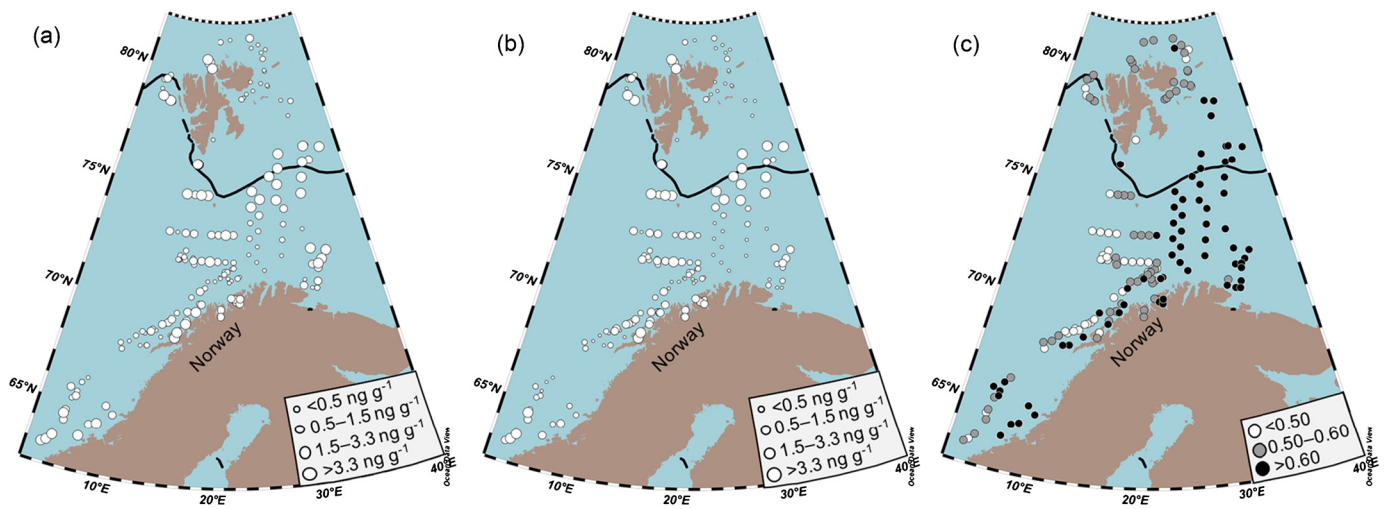 (a)
80°N
75°N
70°N
65°N
Norway
<0.5 ng g-1
0.5–1.5 ng g-1
1.5–3.3 ng g-1
>3.3 ng g-1
10°E
20°E
30°E
40°E
Ocean Data View
(b)
80°N
75°N
70°N
65°N
Norway
<0.5 ng g-1
0.5–1.5 ng g-1
1.5–3.3 ng g-1
>3.3 ng g-1
10°E
20°E
30°E
40°E
Ocean Data View
(c)
80°N
75°N
70°N
65°N
Norway
<0.50
0.50–0.60
>0.60
10°E
20°E
30°E
40°E
Ocean Data View